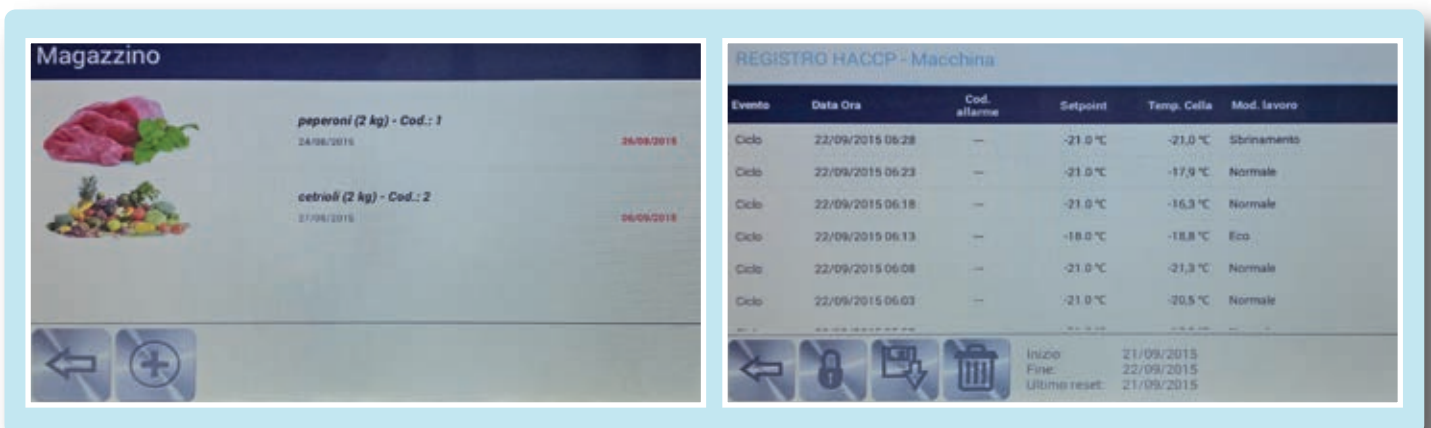 Magazzino
peperoni (2 kg) - Cod.: 1
24/08/2015
26/08/2015
cetrioli (2 kg) - Cod.: 2
27/08/2015
06/09/2015
REGISTRO HACCP - Macchina
Evento Data Ora Cod. allarme Setpoint Temp. Cella Mod. lavoro
Ciclo 22/09/2015 06:28 --- -21.0 °C -21,0 °C Sbrinamento
Ciclo 22/09/2015 06:23 --- -21.0 °C -17,9 °C Normale
Ciclo 22/09/2015 06:18 --- -21.0 °C -16,3 °C Normale
Ciclo 22/09/2015 06:13 --- -18.0 °C -18,8 °C Eco
Ciclo 22/09/2015 06:08 --- -21.0 °C -21,3 °C Normale
Ciclo 22/09/2015 06:03 --- -21.0 °C -20,5 °C Normale
Inizio: 21/09/2015
Fine: 22/09/2015
Ultimo reset: 21/09/2015